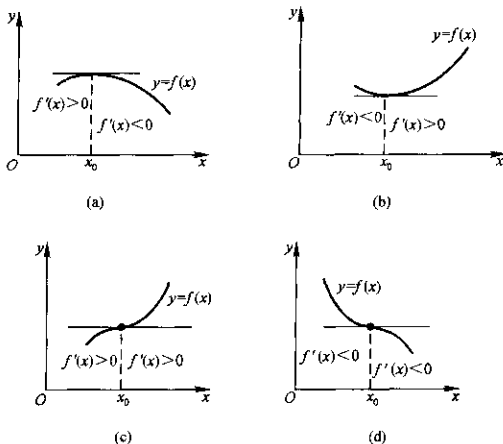 y
y=f(x)
f′(x)>0
f′(x)<0
O
x₀
x
(a)
y
y=f(x)
f′(x)<0
f′(x)>0
O
x₀
x
(b)
y
y=f(x)
f′(x)>0
f′(x)>0
O
x₀
x
(c)
y
y=f(x)
f′(x)<0
f′(x)<0
O
x₀
x
(d)